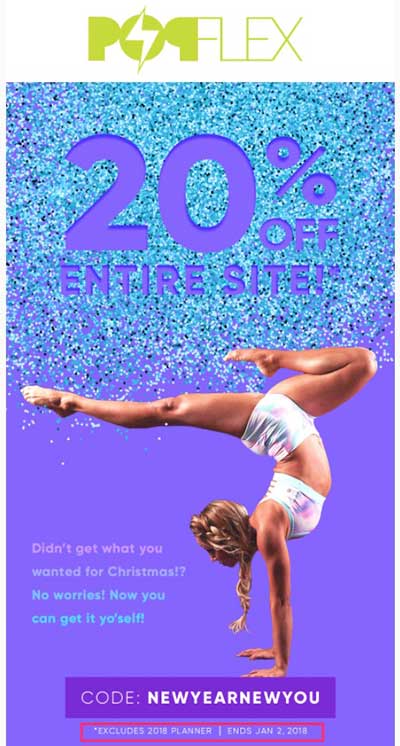 POPFLEX
20%
OFF
ENTIRE SITE!*
Didn't get what you
wanted for Christmas!?
No worries! Now you
can get it yo'self!
CODE: NEWYEARNEWYOU
*EXCLUDES 2018 PLANNER | ENDS JAN 2, 2018